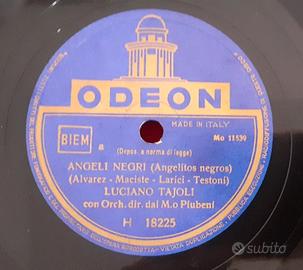 ODEON
MADE IN ITALY
BIEM
a
(Depos. a norma di legge)
Mo 11539
ANGELI NEGRI (Angelitos negros)
(Alvarez - Maciste - Larici - Testoni)
LUCIANO TAJOLI
con Orch. dir. dal M.o Piubeni
H 18225
subito